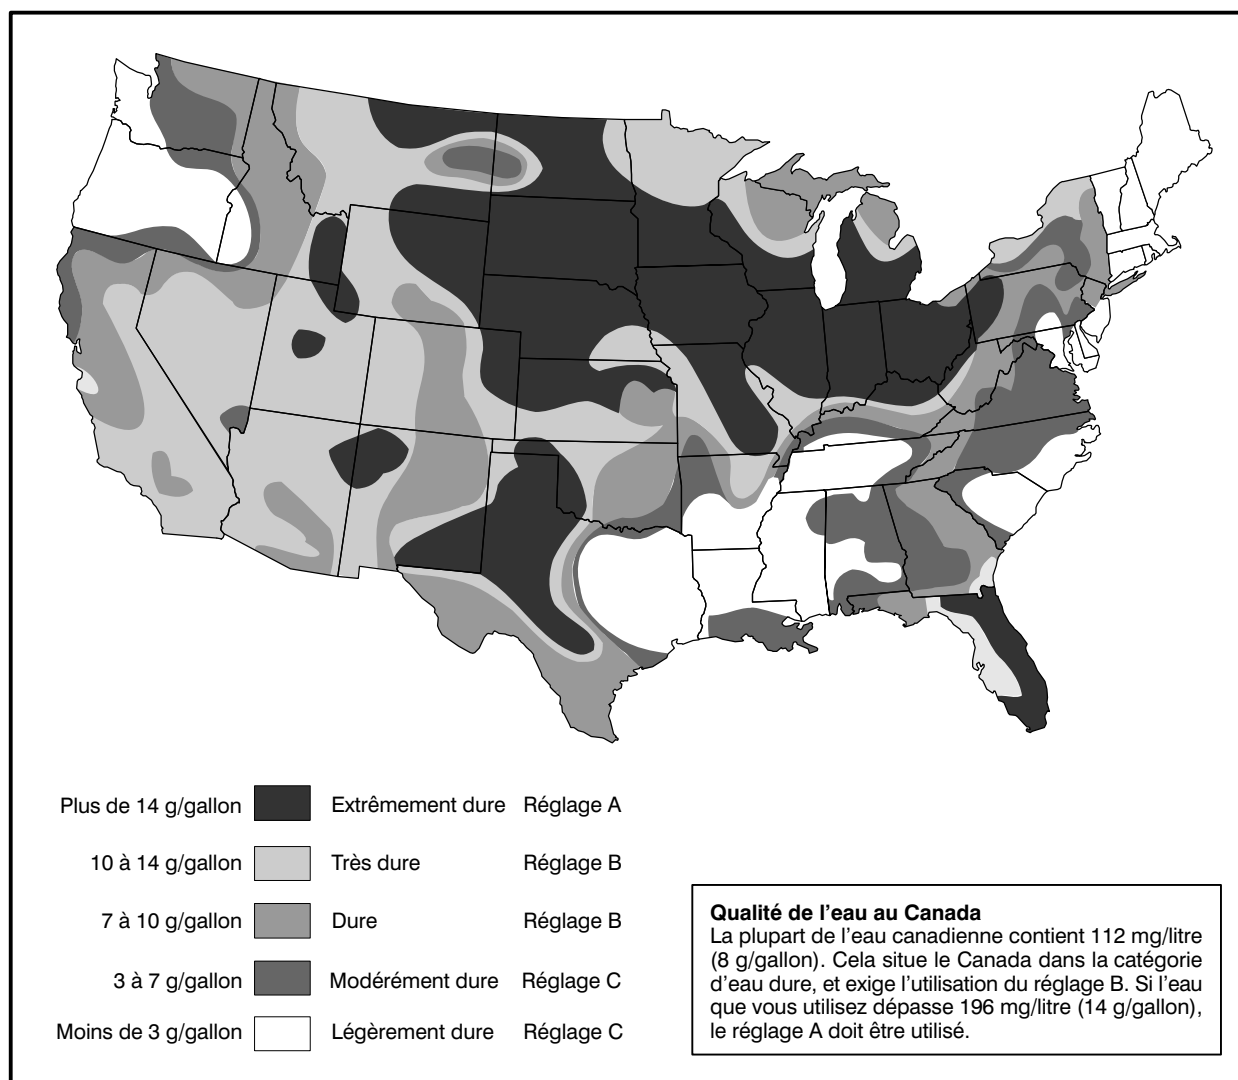 Plus de 14 g/gallon Extrêmement dure Réglage A
10 à 14 g/gallon Très dure Réglage B
7 à 10 g/gallon Dure Réglage B
3 à 7 g/gallon Modérément dure Réglage C
Moins de 3 g/gallon Légèrement dure Réglage C
Qualité de l'eau au Canada
La plupart de l'eau canadienne contient 112 mg/litre
(8 g/gallon). Cela situe le Canada dans la catégorie
d'eau dure, et exige l'utilisation du réglage B. Si l'eau
que vous utilisez dépasse 196 mg/litre (14 g/gallon),
le réglage A doit être utilisé.